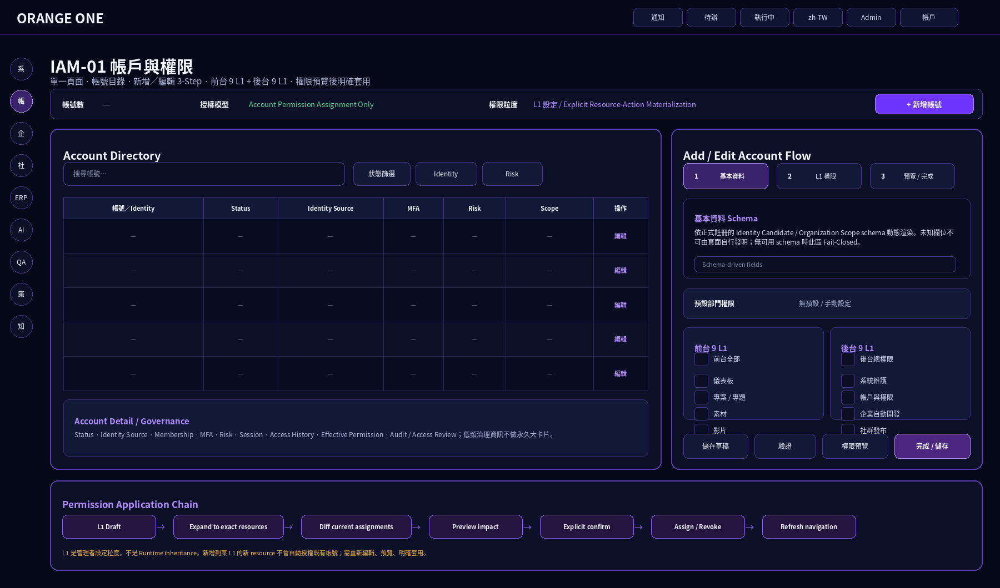 ORANGE ONE
通知
待辦
執行中
zh-TW
Admin
帳戶
系
帳
企
社
ERP
AI
QA
策
知
IAM-01 帳戶與權限
單一頁面 · 帳號目錄 · 新增／編輯 3-Step · 前台 9 L1 + 後台 9 L1 · 權限預覽後明確套用
帳號數 —
授權模型 Account Permission Assignment Only
權限粒度 L1 設定 / Explicit Resource-Action Materialization
+ 新增帳號
Account Directory
搜尋帳號…
狀態篩選
Identity
Risk
帳號／Identity Status Identity Source MFA Risk Scope 操作
— — — — — — 編輯
— — — — — — 編輯
— — — — — — 編輯
— — — — — — 編輯
— — — — — — 編輯
Account Detail / Governance
Status · Identity Source · Membership · MFA · Risk · Session · Access History · Effective Permission · Audit / Access Review；低頻治理資訊不做永久大卡片。
Add / Edit Account Flow
1 基本資料
2 L1 權限
3 預覽 / 完成
基本資料 Schema
依正式註冊的 Identity Candidate / Organization Scope schema 動態渲染。未知欄位不
可由頁面自行發明；無可用 schema 時此區 Fail-Closed。
Schema-driven fields
預設部門權限 無預設 / 手動設定
前台 9 L1
前台全部
儀表板
專案 / 專題
素材
影片
後台 9 L1
後台總權限
系統維護
帳戶與權限
企業自動開發
社群發布
儲存草稿
驗證
權限預覽
完成 / 儲存
Permission Application Chain
L1 Draft → Expand to exact resources → Diff current assignments → Preview impact → Explicit confirm → Assign / Revoke → Refresh navigation
L1 是管理者設定粒度，不是 Runtime inheritance。新增到某 L1 的新 resource 不會自動授權既有帳號；需重新編輯、預覽、明確套用。